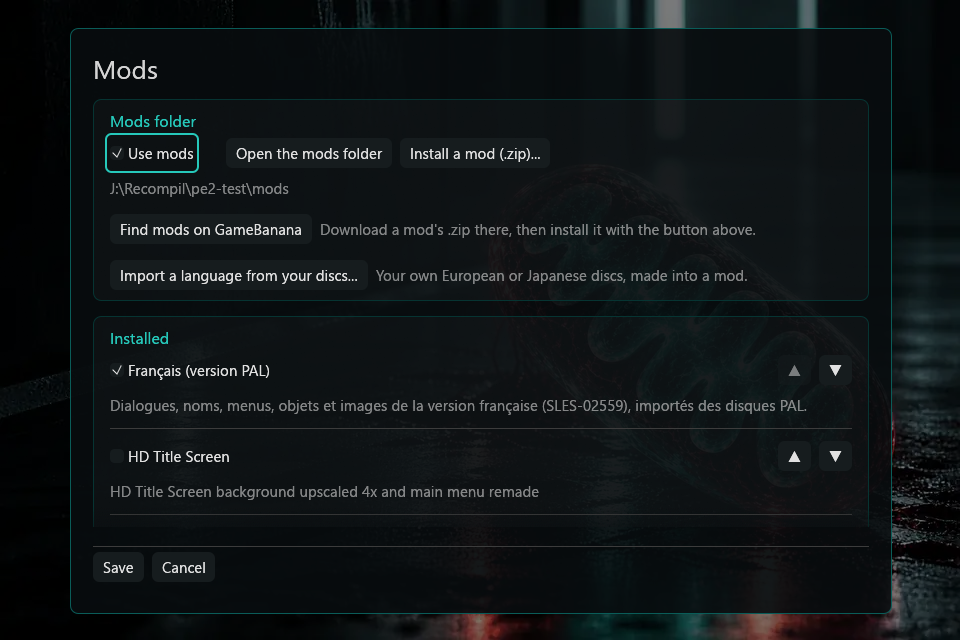 Mods
Mods folder
Use mods
Open the mods folder
Install a mod (.zip)...
J:\Recompil\pe2-test\mods
Find mods on GameBanana
Download a mod's .zip there, then install it with the button above.
Import a language from your discs...
Your own European or Japanese discs, made into a mod.
Installed
Français (version PAL)
Dialogues, noms, menus, objets et images de la version française (SLES-02559), importés des disques PAL.
HD Title Screen
HD Title Screen background upscaled 4x and main menu remade
Save
Cancel